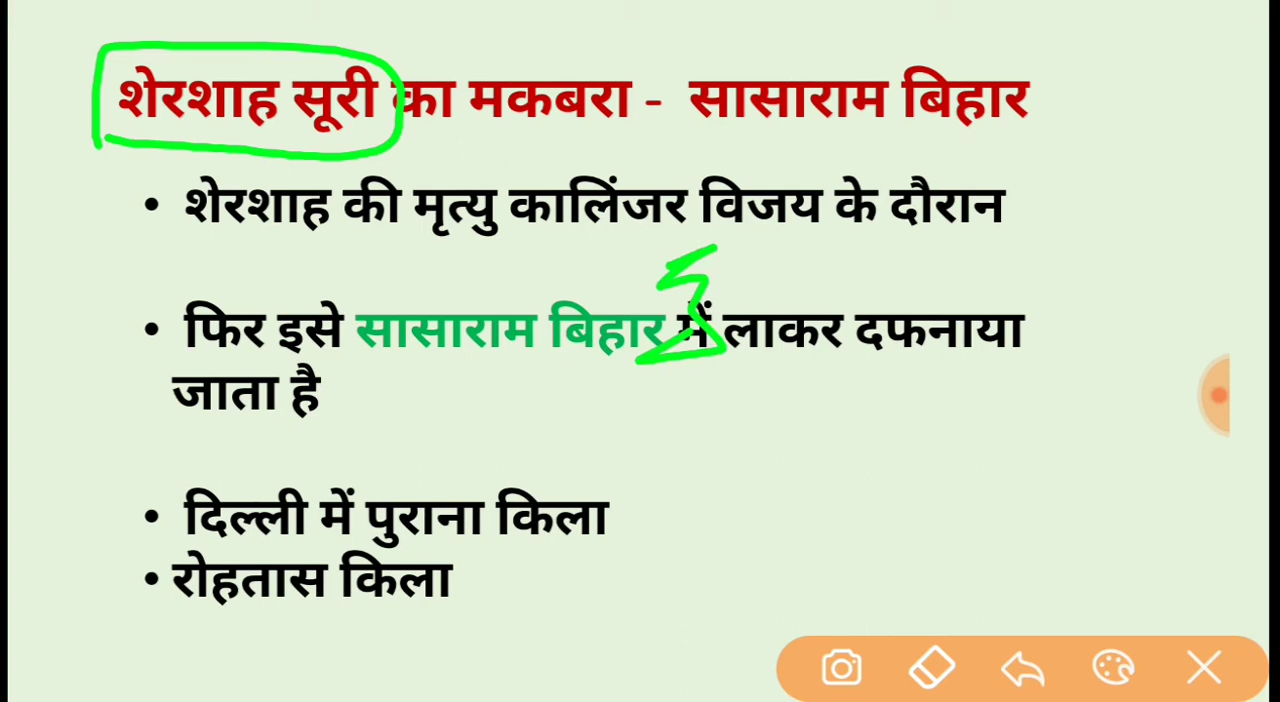 शेरशाह सूरी का मकबरा - सासाराम बिहार
• शेरशाह की मृत्यु कालिंजर विजय के दौरान
• फिर इसे सासाराम बिहार में लाकर दफनाया
जाता है
• दिल्ली में पुराना किला
• रोहतास किला